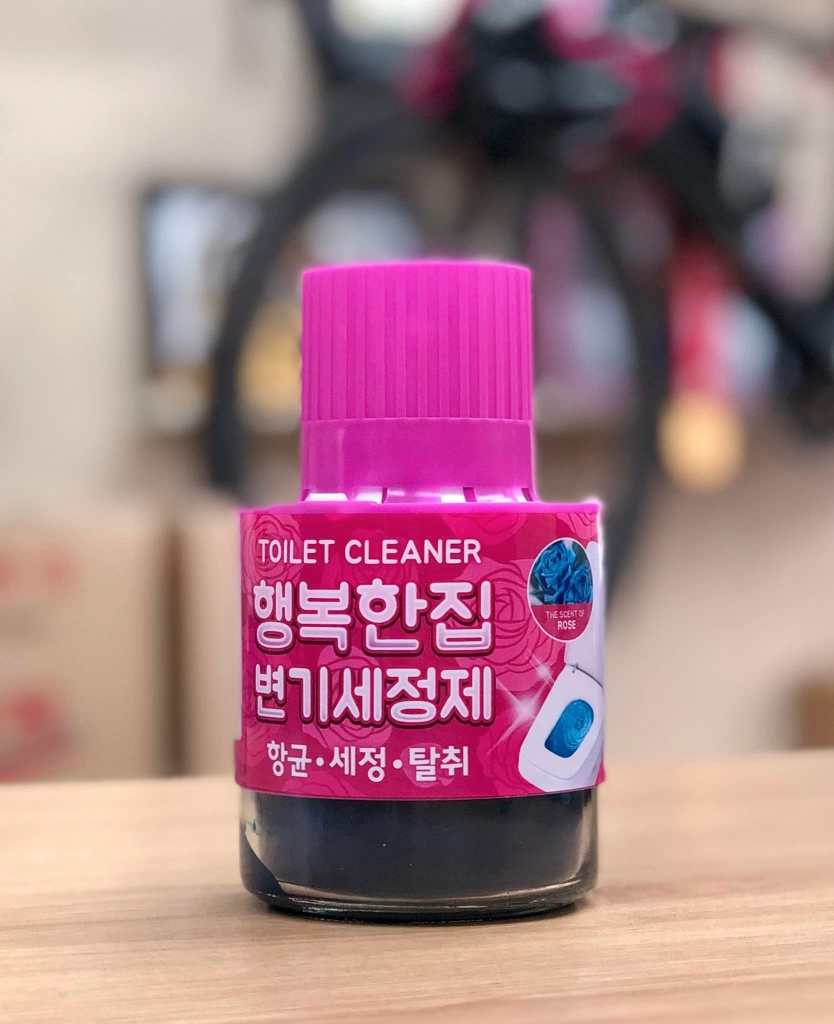 TOILET CLEANER
행복한집
변기세정제
항균•세정•탈취
THE SCENT OF
ROSE